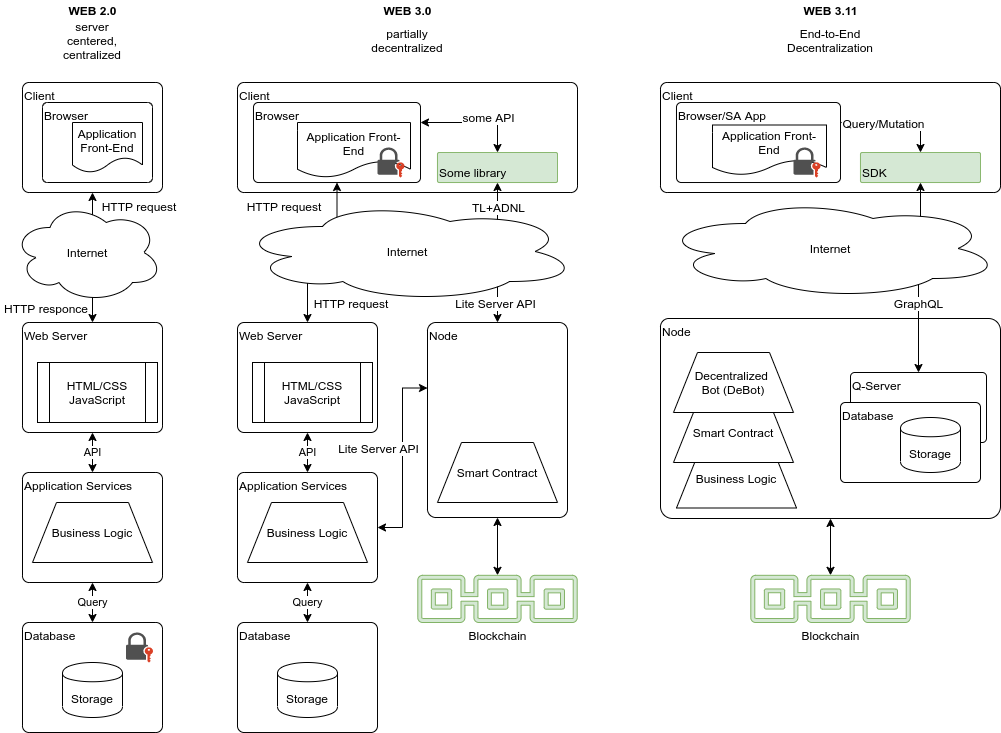 WEB 2.0
server
centered,
centralized
Client
Browser
Application
Front-End
HTTP request
Internet
HTTP responce
Web Server
HTML/CSS
JavaScript
API
Application Services
Business Logic
Query
Database
Storage
WEB 3.0
partially
decentralized
Client
Browser
Application Front-
End
some API
Some library
HTTP request
TL+ADNL
Internet
HTTP request
Lite Server API
Web Server
HTML/CSS
JavaScript
Node
API
Lite Server API
Application Services
Business Logic
Smart Contract
Query
Database
Storage
Blockchain
WEB 3.11
End-to-End
Decentralization
Client
Browser/SA App
Application Front-
End
Query/Mutation
SDK
Internet
GraphQL
Node
Decentralized
Bot (DeBot)
Smart Contract
Business Logic
Q-Server
Database
Storage
Blockchain